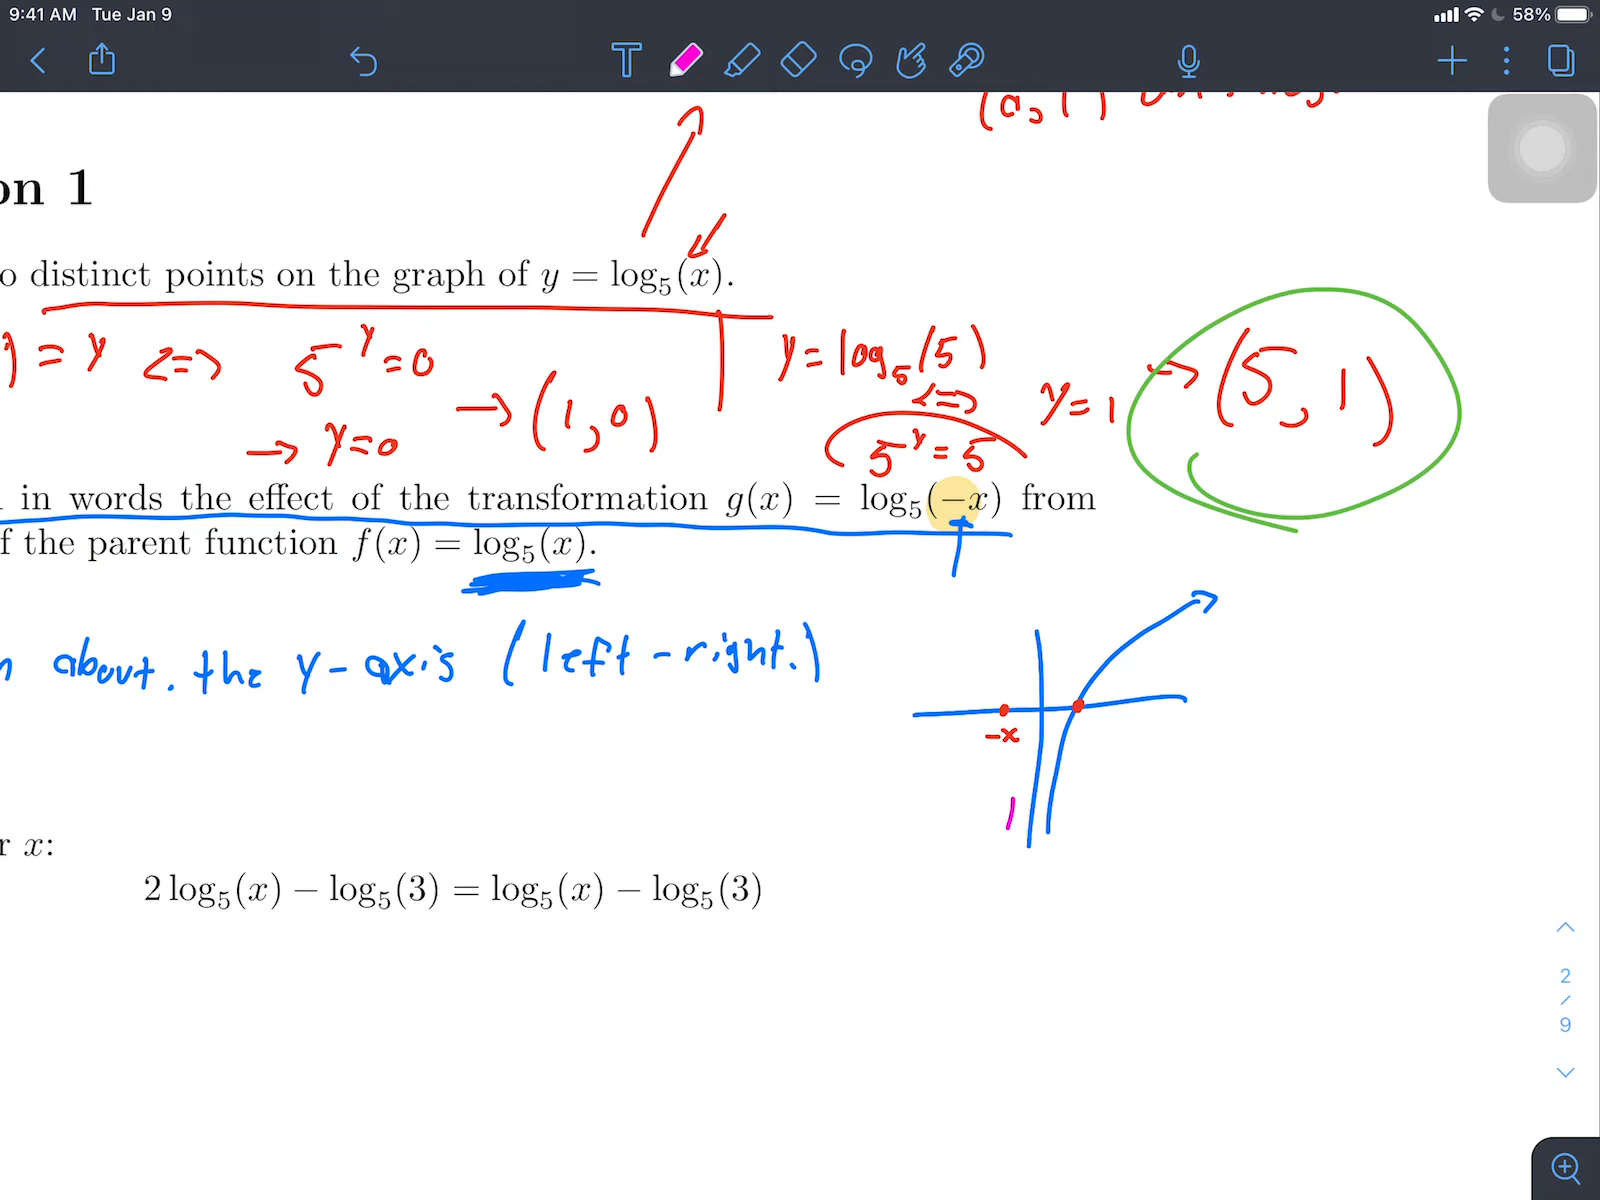 9:41 AM Tue Jan 9
58%
on 1
o distinct points on the graph of y = log₅(x).
) = y <=> 5^y = 0
→ y=0
→ (1,0)
y = log₅(5)
<=>
5^y = 5
y=1
→ (5,1)
in words the effect of the transformation g(x) = log₅(−x) from
f the parent function f(x) = log₅(x).
n about. the y-axis (left-right.)
-x
r x:
2 log₅(x) − log₅(3) = log₅(x) − log₅(3)
2
/
9